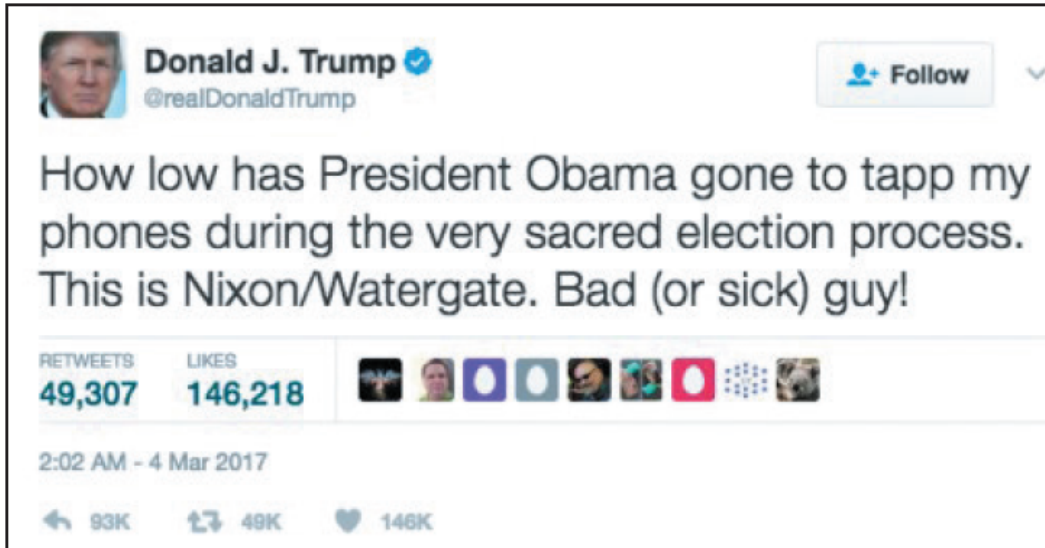 Donald J. Trump
@realDonaldTrump
Follow
How low has President Obama gone to tapp my
phones during the very sacred election process.
This is Nixon/Watergate. Bad (or sick) guy!
RETWEETS LIKES
49,307 146,218
2:02 AM - 4 Mar 2017
93K 49K 146K